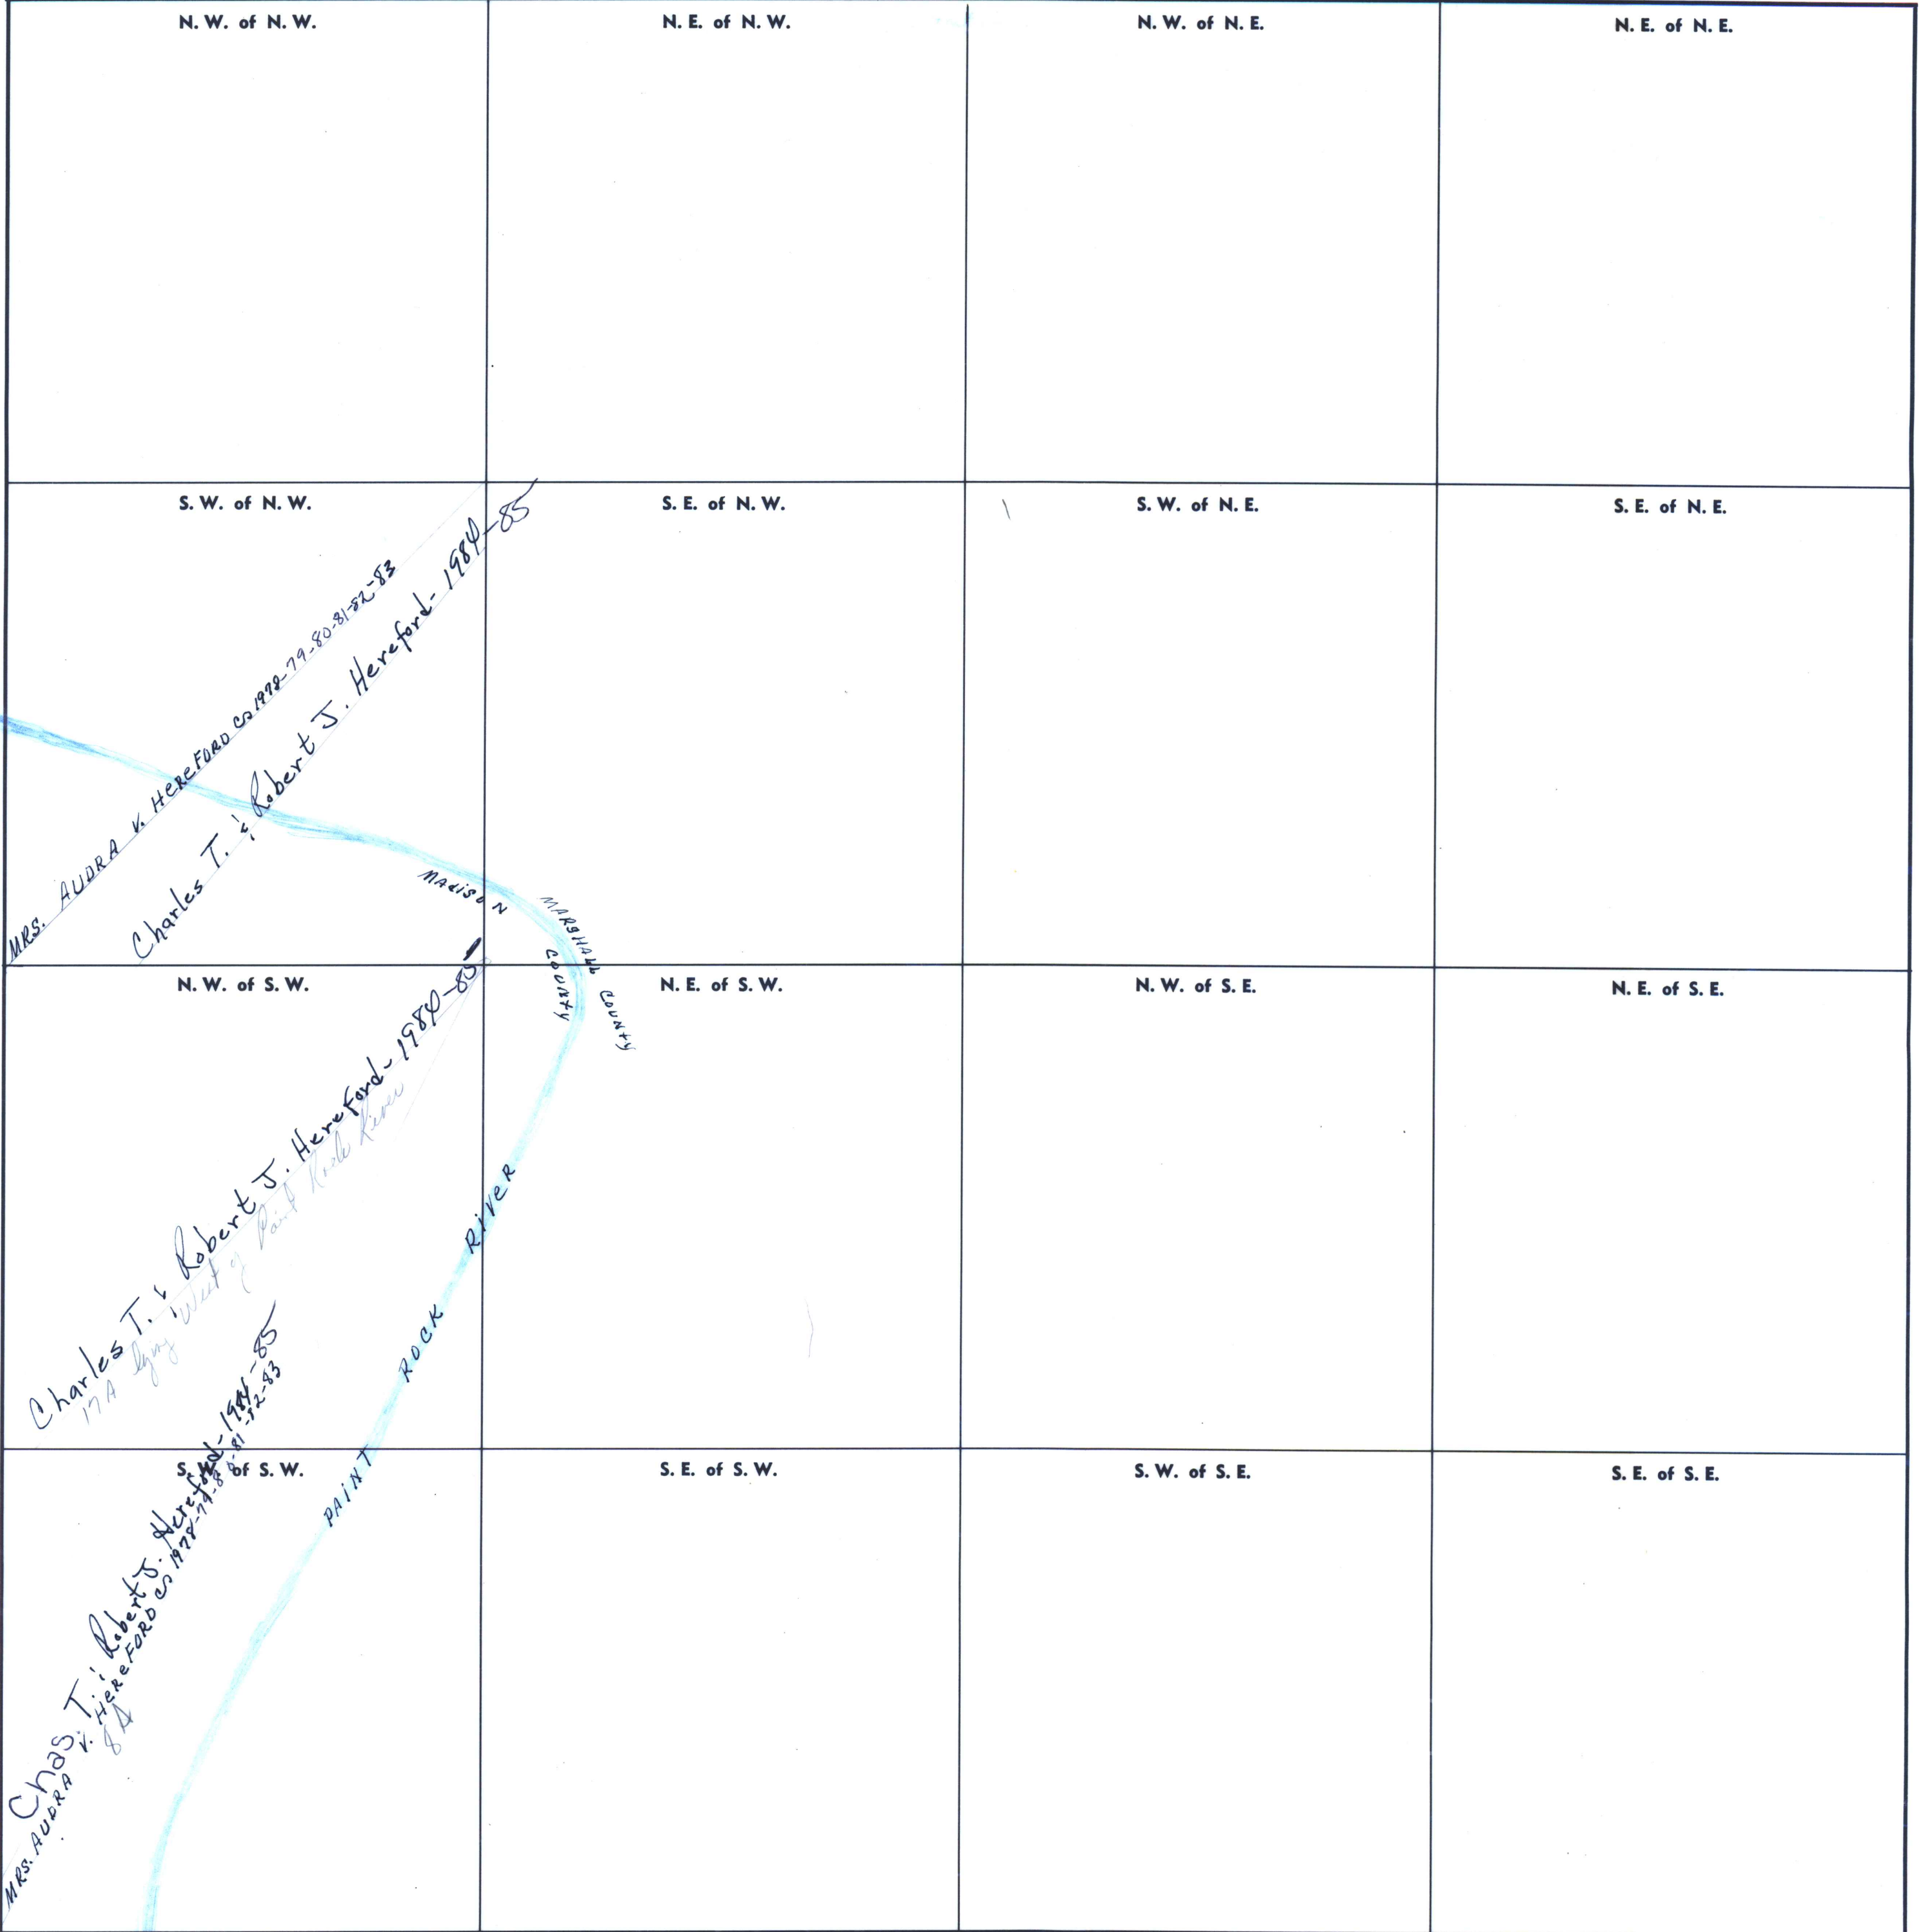 N. W. of N. W.
N. E. of N. W.
N. W. of N. E.
N. E. of N. E.
S. W. of N. W.
S. E. of N. W.
S. W. of N. E.
S. E. of N. E.
MRS. AUDRA V. HEREFORD CS 1978-79-80-81-82-83
Charles T. & Robert J. Hereford- 1984-85
MADISON COUNTY
MARSHALL COUNTY
N. W. of S. W.
N. E. of S. W.
N. W. of S. E.
N. E. of S. E.
Charles T. & Robert J. Hereford- 1984-85
17A lying West of Paint Rock River
PAINT ROCK RIVER
S. W. of S. W.
S. E. of S. W.
S. W. of S. E.
S. E. of S. E.
Chas. T. & Robert J. Hereford- 1984-85
MRS. AUDRA V. HEREFORD CS 1978-79-80-81-82-83
8A